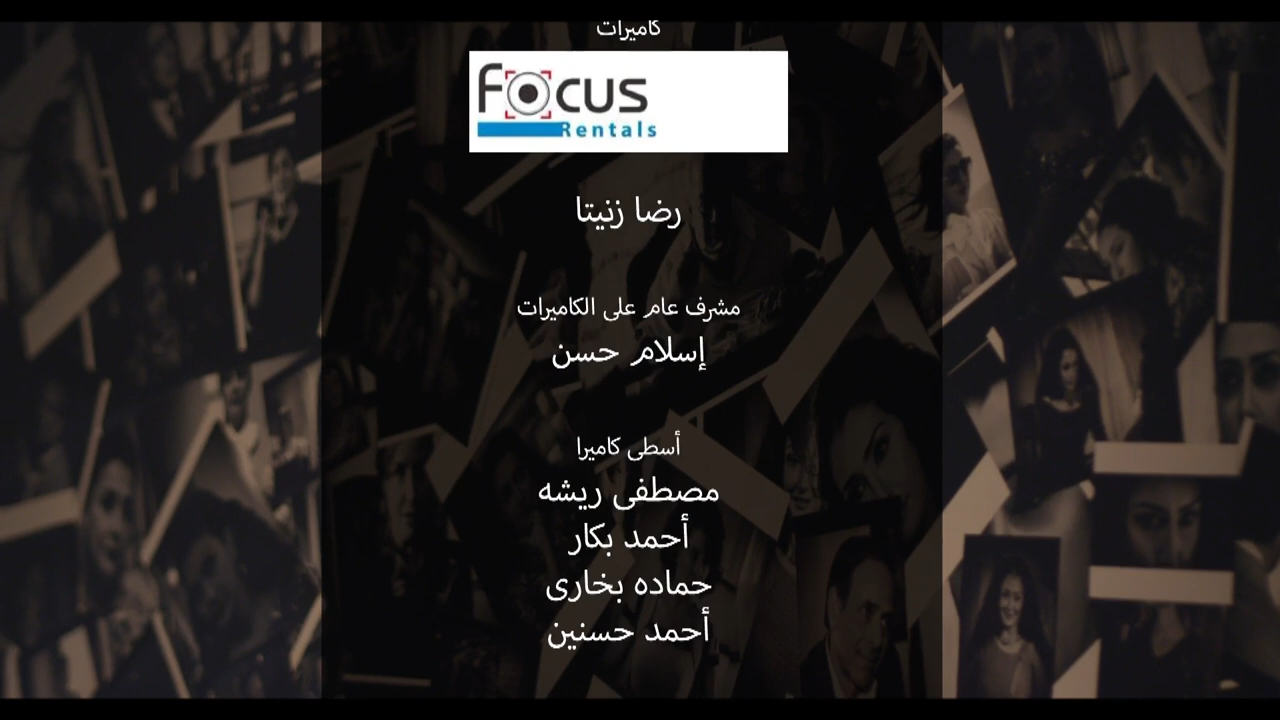 كاميرات
Focus
Rentals
رضا زنيتا
مشرف عام على الكاميرات
إسلام حسن
أسطى كاميرا
مصطفى ريشه
أحمد بكار
حماده بخارى
أحمد حسنين